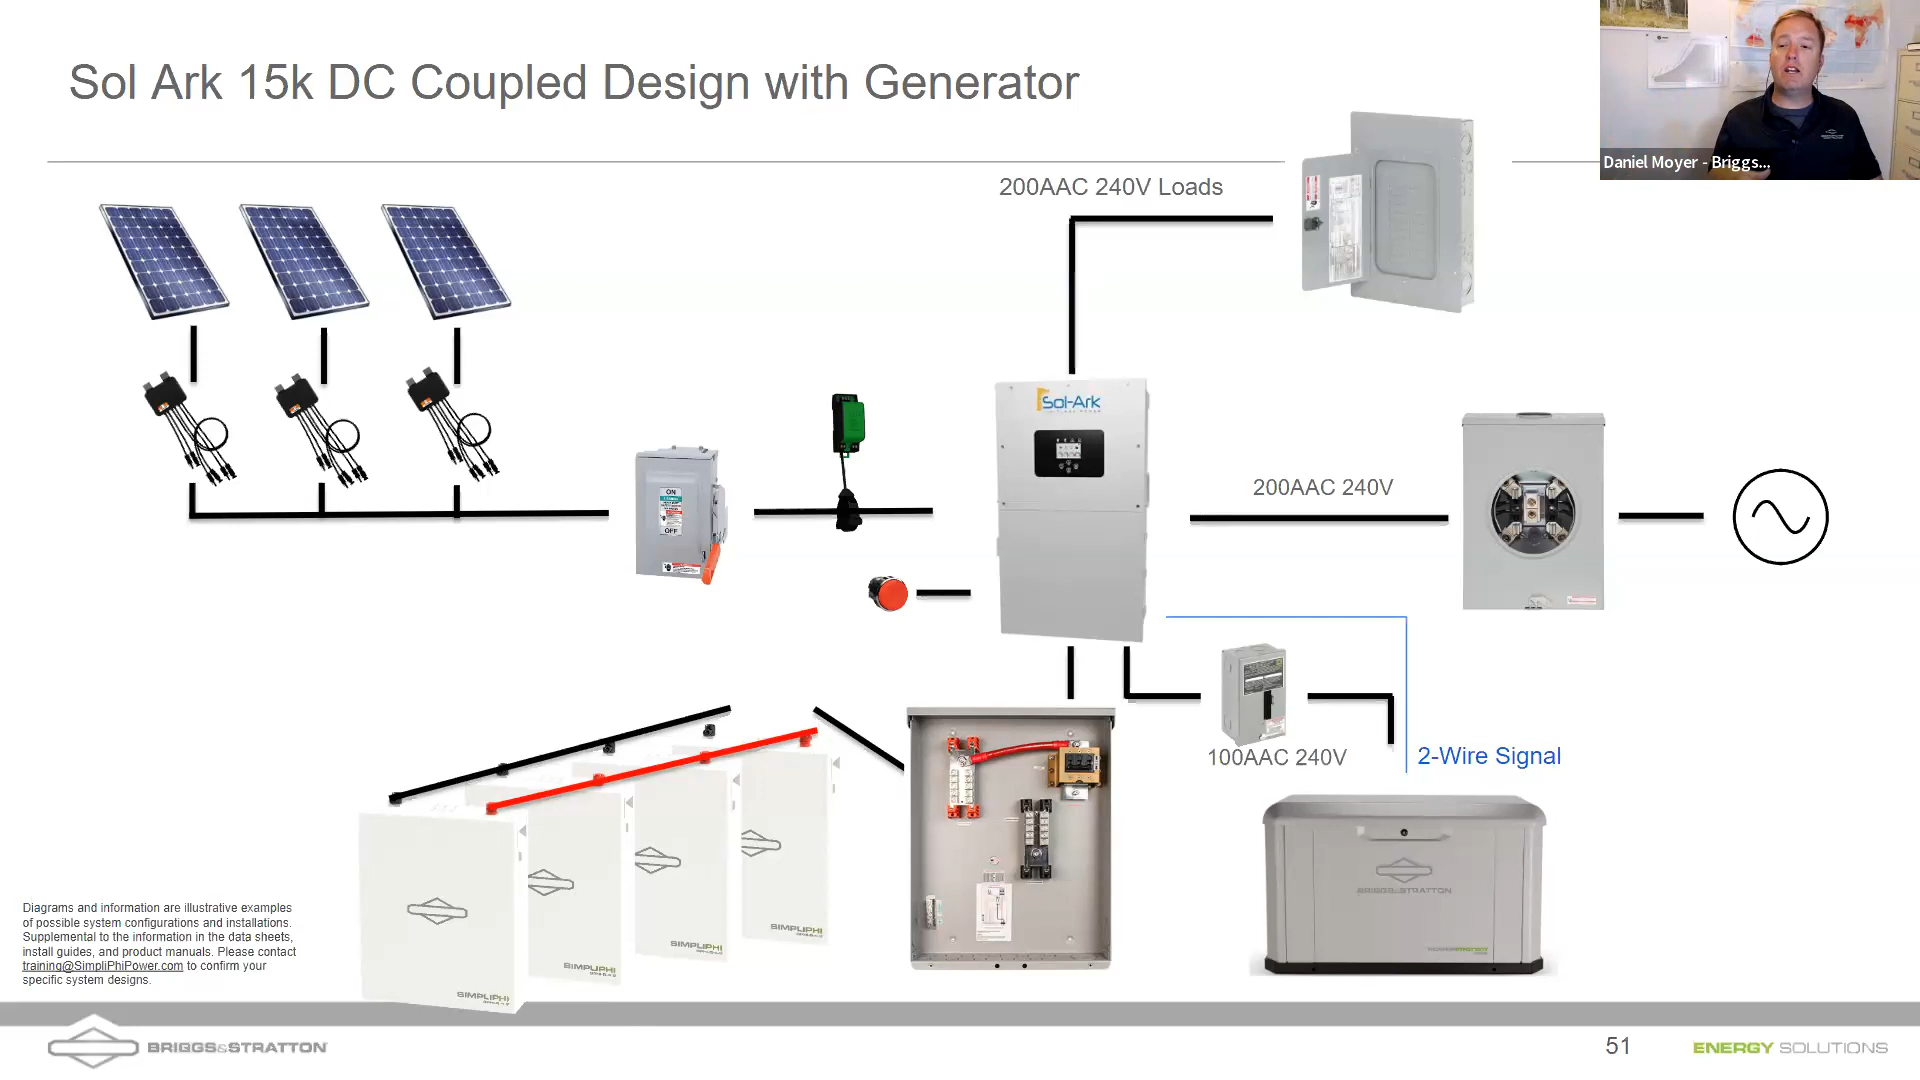 Sol Ark 15k DC Coupled Design with Generator
Daniel Moyer - Briggs...
200AAC 240V Loads
Sol-Ark
ON
OFF
200AAC 240V
100AAC 240V
2-Wire Signal
BRIGGS&STRATTON
SIMPLIPHI
SIMPLIPHI
SIMPLIPHI
SIMPLIPHI
Diagrams and information are illustrative examples
of possible system configurations and installations.
Supplemental to the information in the data sheets,
install guides, and product manuals. Please contact
training@SimpliPhiPower.com to confirm your
specific system designs.
BRIGGS&STRATTON
51
ENERGY SOLUTIONS